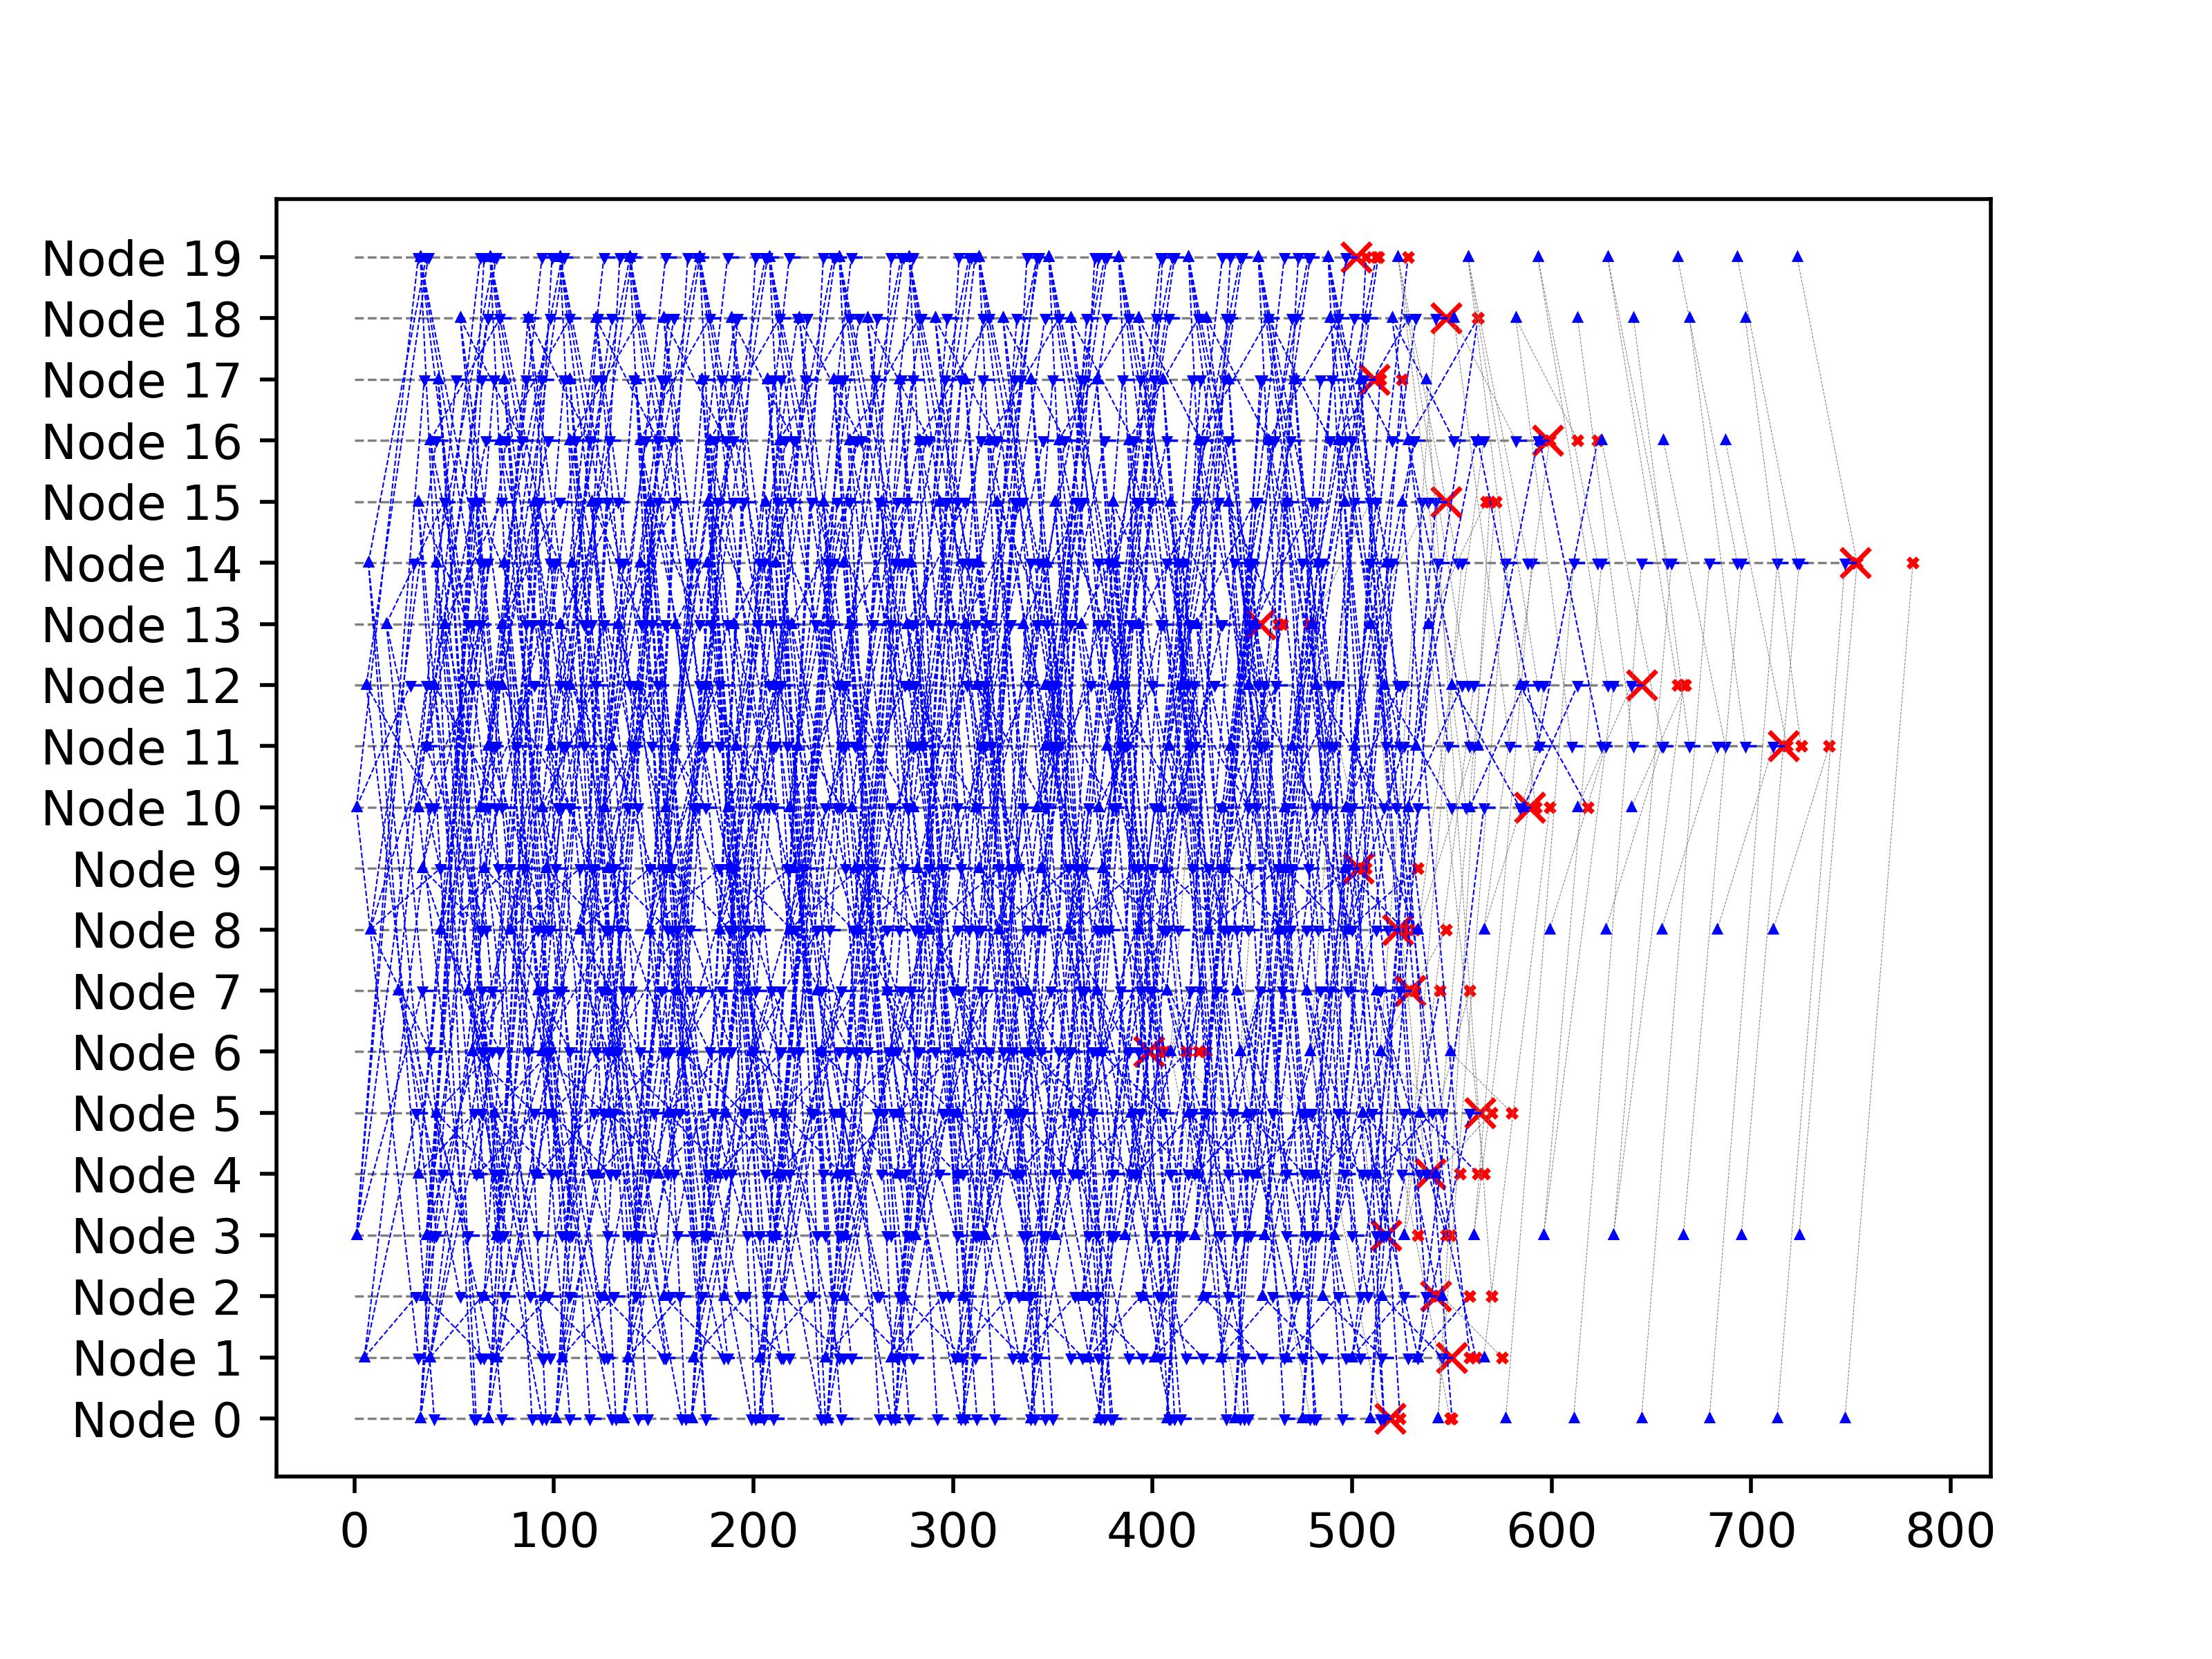 Node 19
Node 18
Node 17
Node 16
Node 15
Node 14
Node 13
Node 12
Node 11
Node 10
Node 9
Node 8
Node 7
Node 6
Node 5
Node 4
Node 3
Node 2
Node 1
Node 0
0 100 200 300 400 500 600 700 800